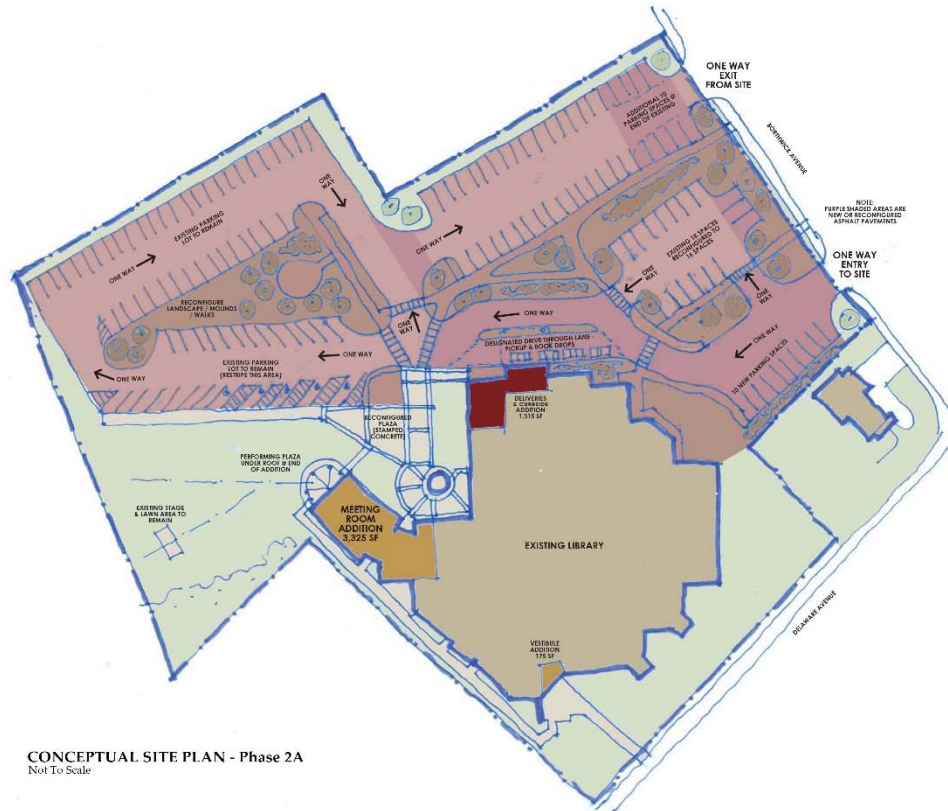 ONE WAY
EXIT
FROM SITE
ADDITIONAL 10
PARKING SPACES @
END OF EXISTING
BORTHWICK AVENUE
NOTE:
PURPLE SHADED AREAS ARE
NEW OR RECONFIGURED
ASPHALT PAVEMENTS
ONE WAY
ENTRY
TO SITE
ONE
WAY
EXISTING PARKING
LOT TO REMAIN
ONE WAY
ONE WAY
EXISTING 18 SPACES
RECONFIGURED TO
16 SPACES
ONE
WAY
ONE
WAY
RECONFIGURE
LANDSCAPE / MOUNDS
/ WALKS
ONE
WAY
ONE WAY
DESIGNATED DRIVE THROUGH LANE -
PICKUP & BOOK DROPS
ONE WAY
10 NEW PARKING SPACES
ONE WAY
EXISTING PARKING
LOT TO REMAIN
(RESTRIPE THIS AREA)
ONE WAY
DELIVERIES
& CURBSIDE
ADDITION
1,515 SF
RECONFIGURED
PLAZA
(STAMPED
CONCRETE)
PERFORMING PLAZA
UNDER ROOF @ END
OF ADDITION
EXISTING STAGE
& LAWN AREA TO
REMAIN
MEETING
ROOM
ADDITION
3,325 SF
EXISTING LIBRARY
VESTIBULE
ADDITION
175 SF
DELAWARE AVENUE
CONCEPTUAL SITE PLAN - Phase 2A
Not To Scale